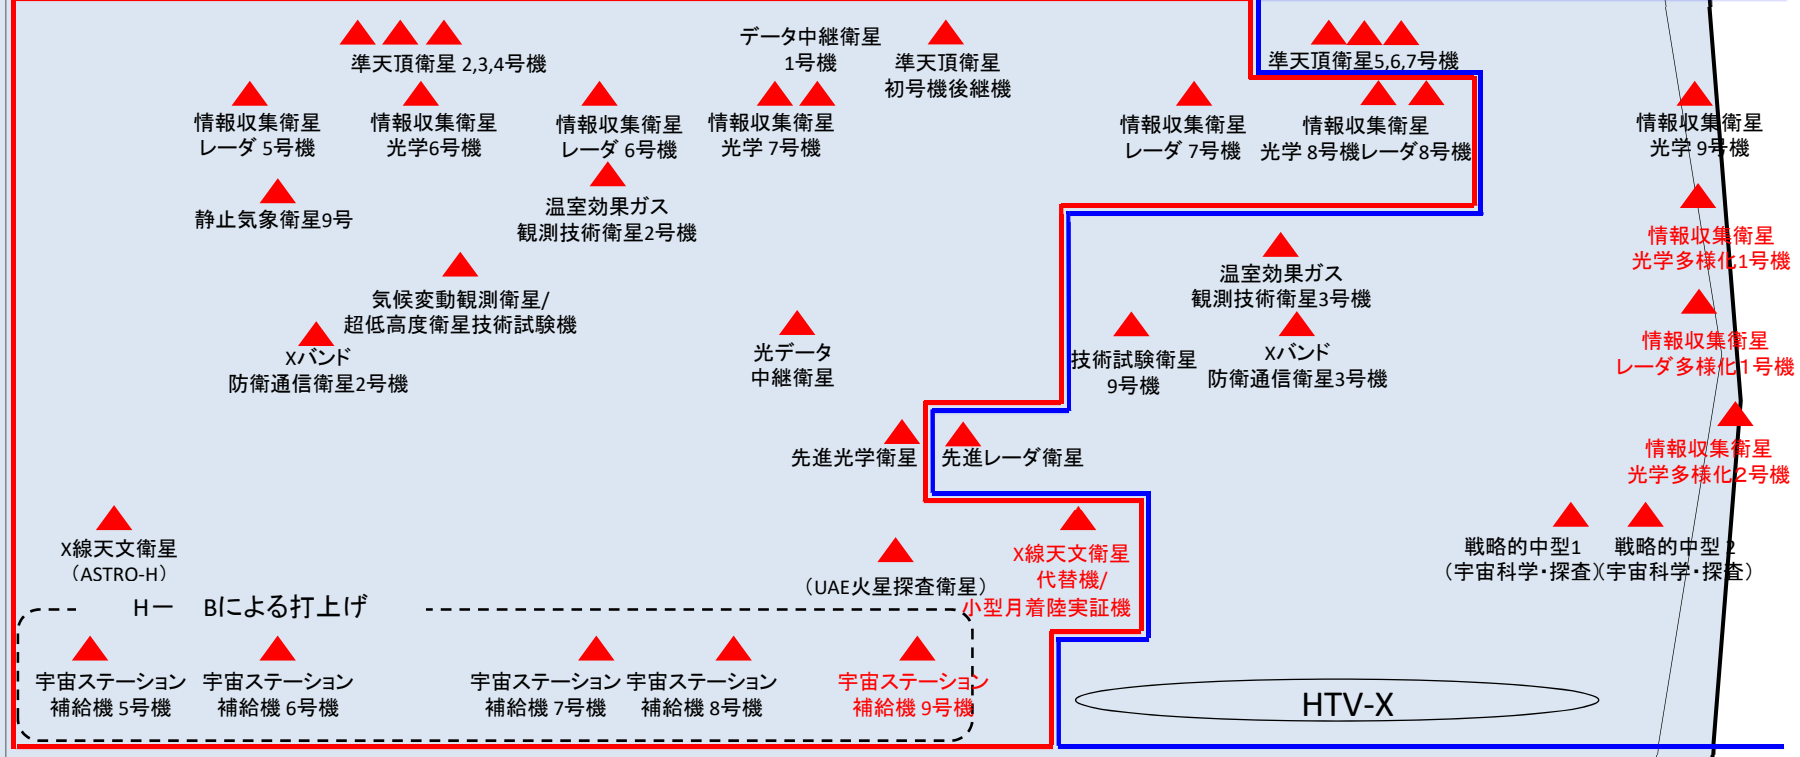 準天頂衛星 2,3,4号機
データ中継衛星
1号機
準天頂衛星
初号機後継機
準天頂衛星5,6,7号機
情報収集衛星
レーダ 5号機
情報収集衛星
光学6号機
情報収集衛星
レーダ 6号機
情報収集衛星
光学 7号機
情報収集衛星
レーダ 7号機
情報収集衛星
光学 8号機レーダ8号機
情報収集衛星
光学 9号機
静止気象衛星9号
温室効果ガス
観測技術衛星2号機
情報収集衛星
光学多様化1号機
気候変動観測衛星/
超低高度衛星技術試験機
温室効果ガス
観測技術衛星3号機
Xバンド
防衛通信衛星2号機
光データ
中継衛星
技術試験衛星
9号機
Xバンド
防衛通信衛星3号機
情報収集衛星
レーダ多様化1号機
先進光学衛星
先進レーダ衛星
情報収集衛星
光学多様化2号機
X線天文衛星
（ASTRO-H）
（UAE火星探査衛星）
X線天文衛星
代替機/
小型月着陸実証機
戦略的中型1
（宇宙科学・探査）
戦略的中型 2
（宇宙科学・探査）
Hー　Bによる打上げ
宇宙ステーション
補給機 5号機
宇宙ステーション
補給機 6号機
宇宙ステーション
補給機 7号機
宇宙ステーション
補給機 8号機
宇宙ステーション
補給機 9号機
HTV-X